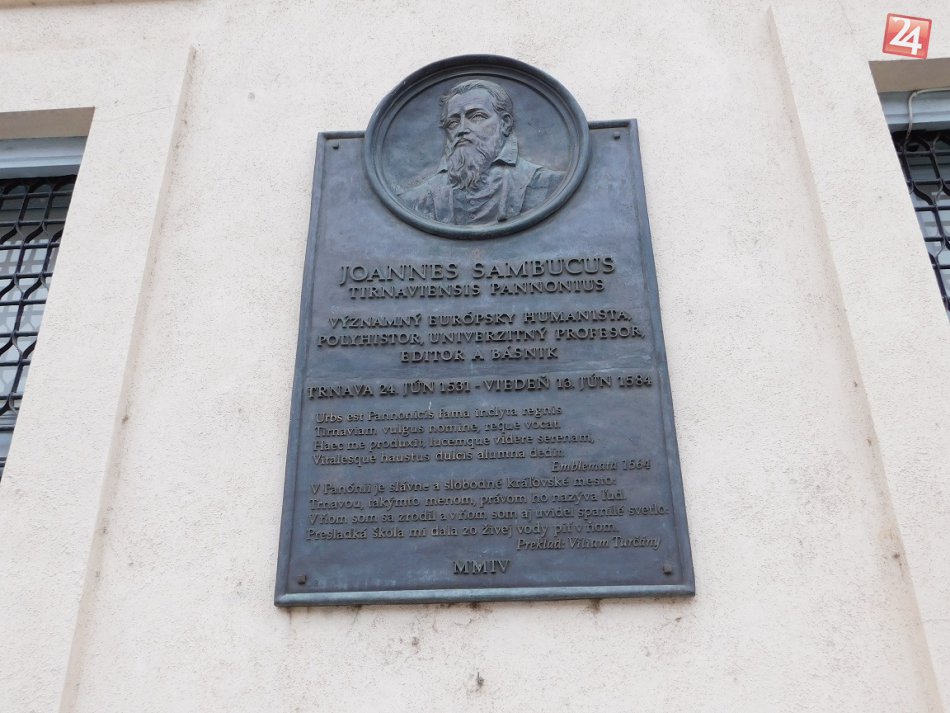 24
JOANNES SAMBUCUS
TIRNAVIENSIS PANNONIUS
VÝZNAMNÝ EURÓPSKY HUMANISTA,
POLYHISTOR, UNIVERZITNÝ PROFESOR,
EDITOR A BÁSNIK
TRNAVA 24. JÚN 1531 - VIEDEŇ 13. JÚN 1584
Urbs est Pannonicis fama inclyta regnis
Tirnaviam vulgus nomine, reque vocat.
Haec me produxit, lucemque videre serenam,
Vitalesque haustus dulcis alumna dedit.
Emblemata 1564
V Panónii je slávne a slobodné kráľovské mesto:
Trnavou, takýmto menom, právom ho nazýva ľud.
V ňom som sa zrodil a v ňom som aj uvidel spanilé svetlo:
Presladká škola mi dala zo živej vody piť v ňom.
Preklad: Viliam Turčány
MMIV